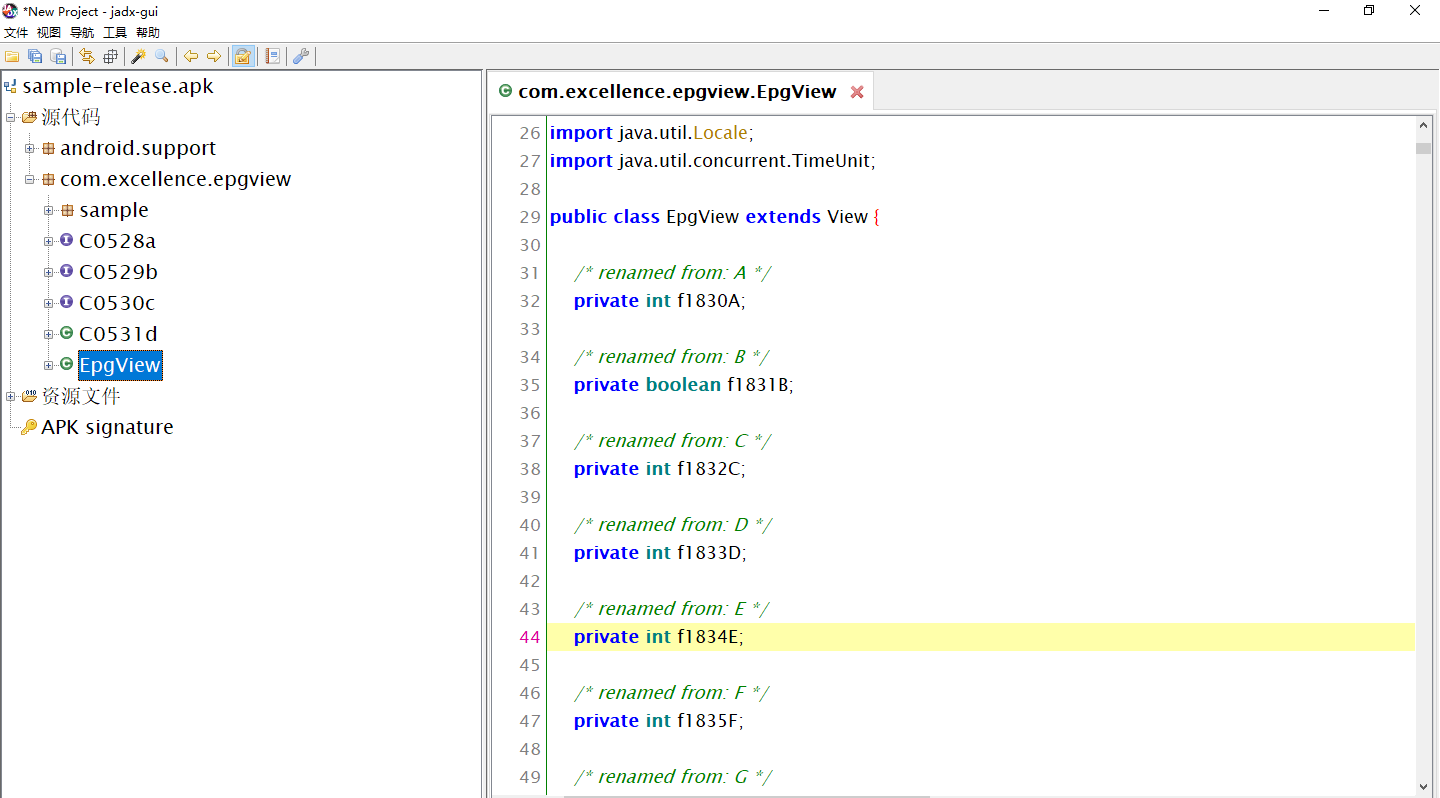 *New Project - jadx-gui
文件 视图 导航 工具 帮助
sample-release.apk
源代码
android.support
com.excellence.epgview
sample
C0528a
C0529b
C0530c
C0531d
EpgView
资源文件
APK signature
com.excellence.epgview.EpgView
26 import java.util.Locale;
27 import java.util.concurrent.TimeUnit;
28
29 public class EpgView extends View {
30
31 /* renamed from: A */
32 private int f1830A;
33
34 /* renamed from: B */
35 private boolean f1831B;
36
37 /* renamed from: C */
38 private int f1832C;
39
40 /* renamed from: D */
41 private int f1833D;
42
43 /* renamed from: E */
44 private int f1834E;
45
46 /* renamed from: F */
47 private int f1835F;
48
49 /* renamed from: G */